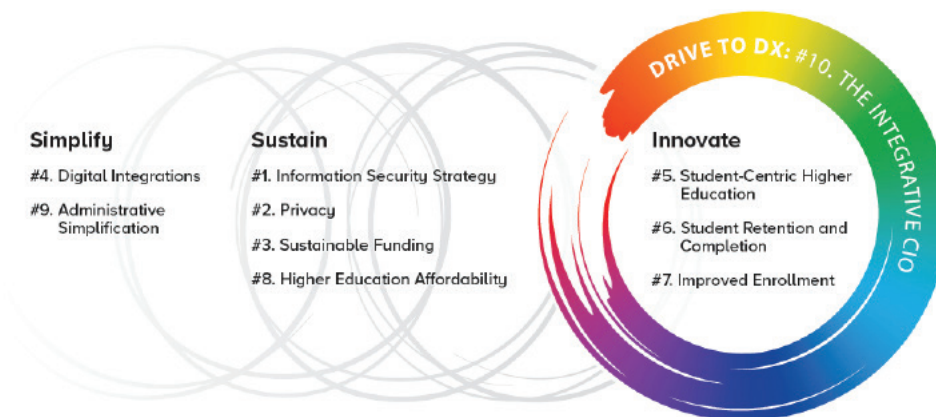 Simplify
#4. Digital Integrations
#9. Administrative
Simplification
Sustain
#1. Information Security Strategy
#2. Privacy
#3. Sustainable Funding
#8. Higher Education Affordability
DRIVE TO DX: #10. THE INTEGRATIVE CIO
Innovate
#5. Student-Centric Higher
Education
#6. Student Retention and
Completion
#7. Improved Enrollment